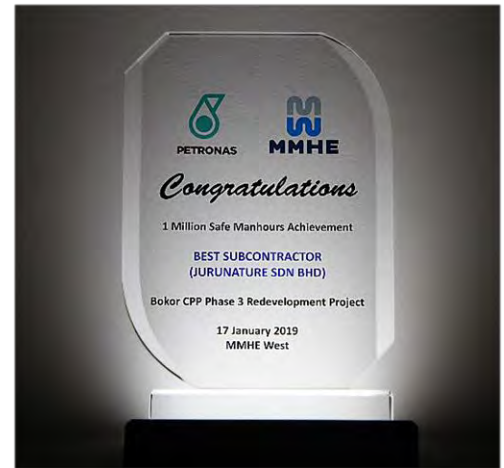 PETRONAS
MMHE
Congratulations
1 Million Safe Manhours Achievement
BEST SUBCONTRACTOR
(JURUNATURE SDN BHD)
Bokor CPP Phase 3 Redevelopment Project
17 January 2019
MMHE West